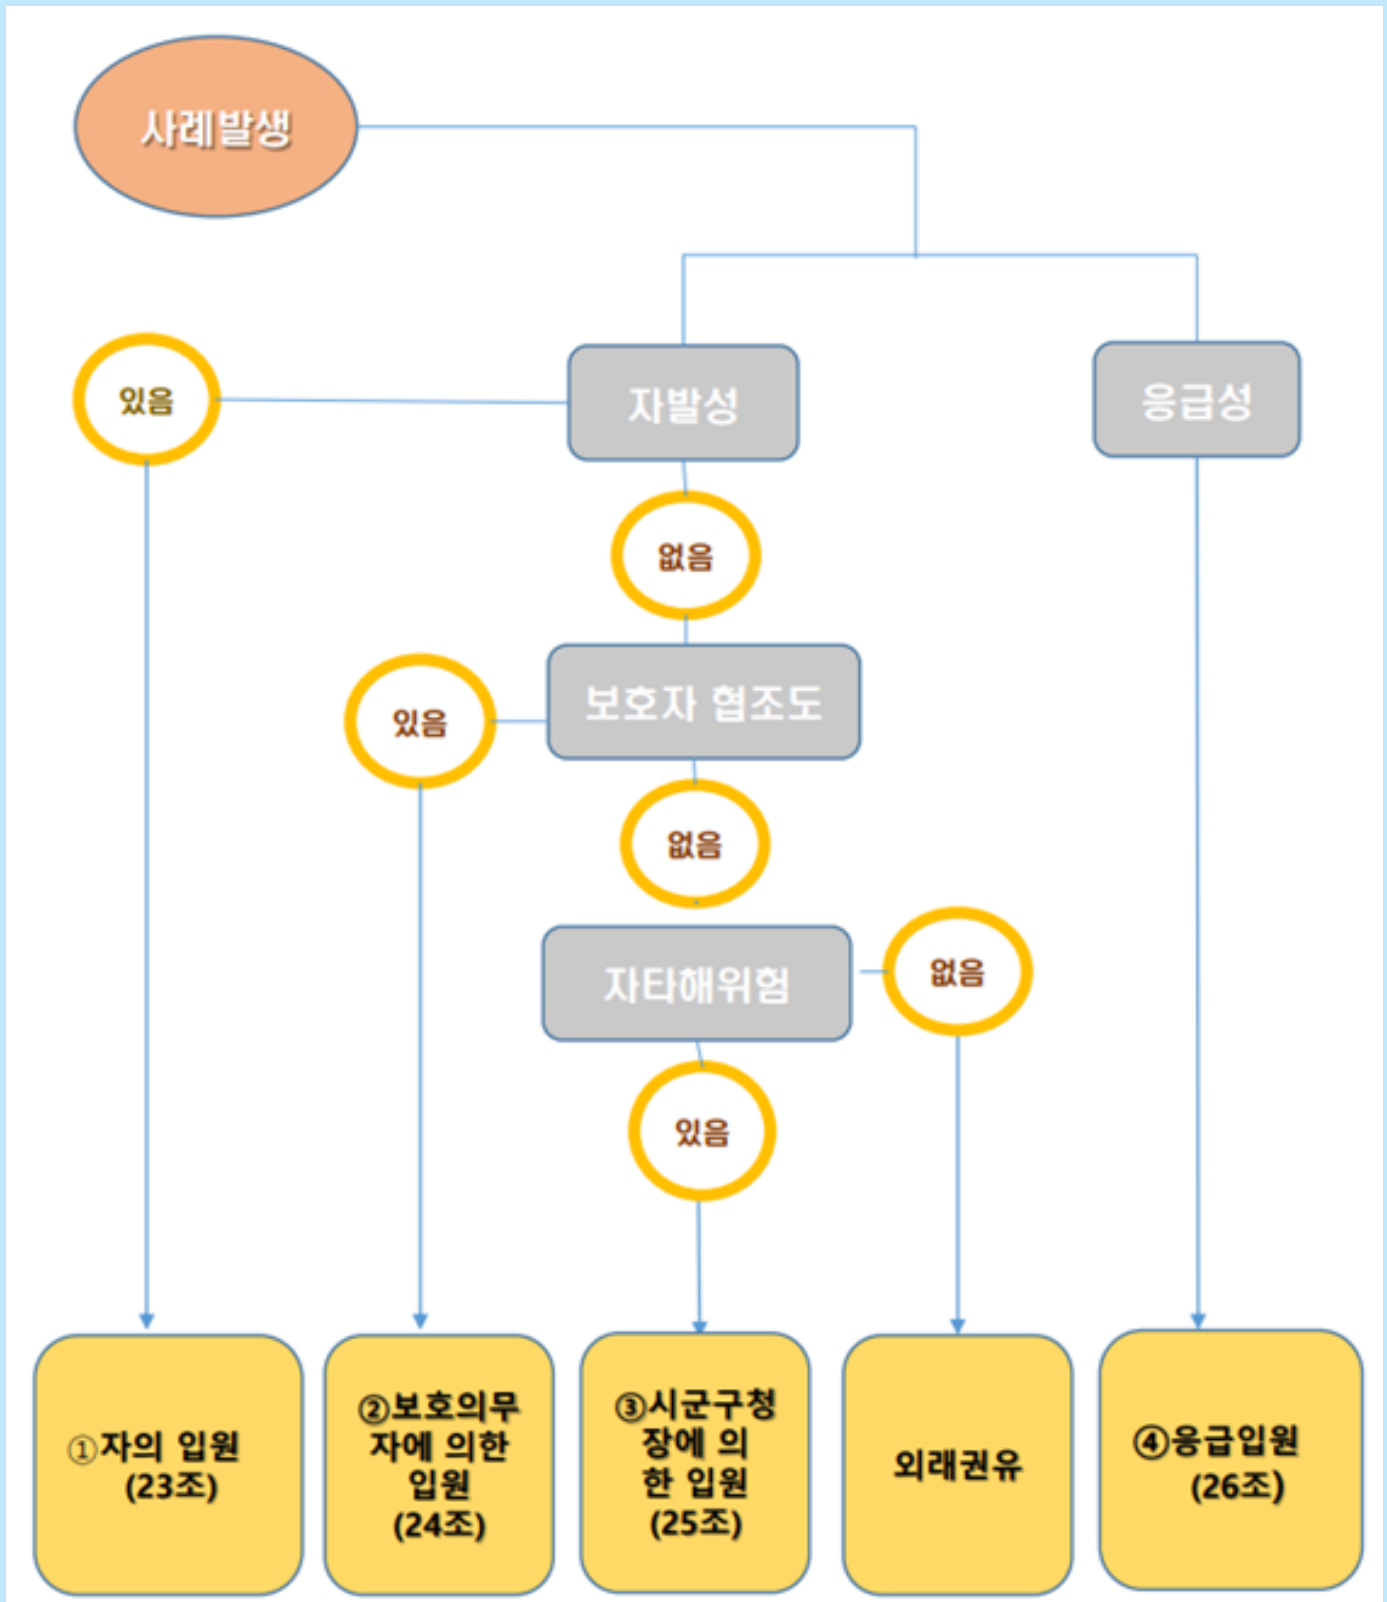 사례발생
있음
자발성
응급성
없음
보호자 협조도
있음
없음
자타해위험
없음
있음
①자의 입원
(23조)
②보호의무
자에 의한
입원
(24조)
③시군구청
장에 의
한 입원
(25조)
외래권유
④응급입원
(26조)